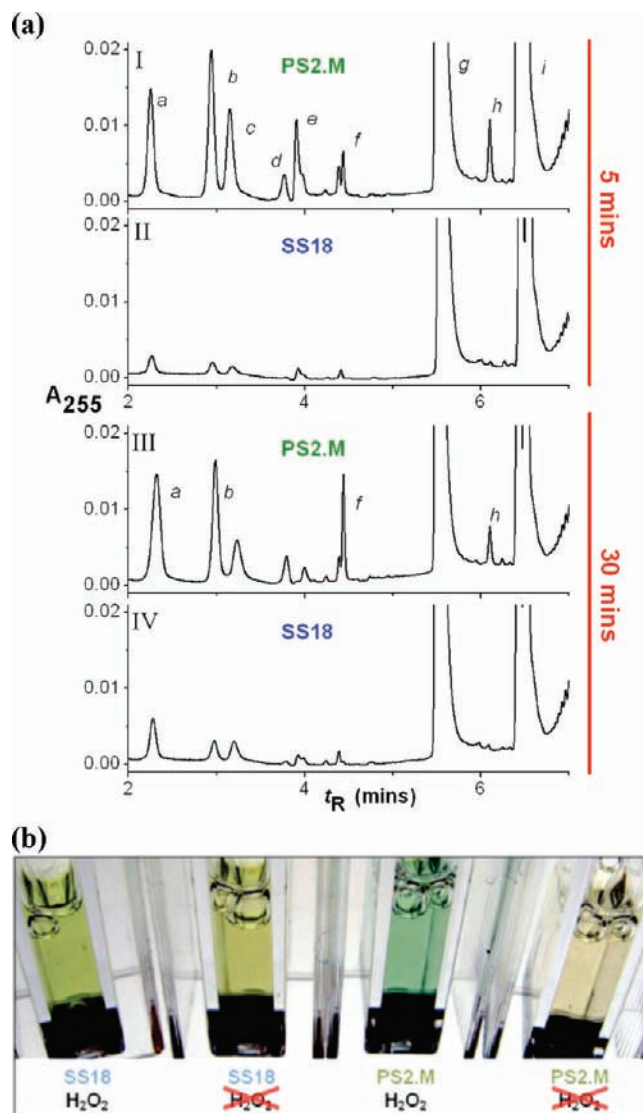 (a)
I
PS2.M
0.02
0.01
0.00
a
b
c
d
e
f
g
h
i
II
SS18
0.02
0.01
0.00
5 mins
A255
2
4
6
III
PS2.M
0.02
0.01
0.00
a
b
f
h
IV
SS18
0.02
0.01
0.00
30 mins
2
4
6
tR (mins)
(b)
SS18 SS18 PS2.M PS2.M
H2O2 H2O2 H2O2 H2O2